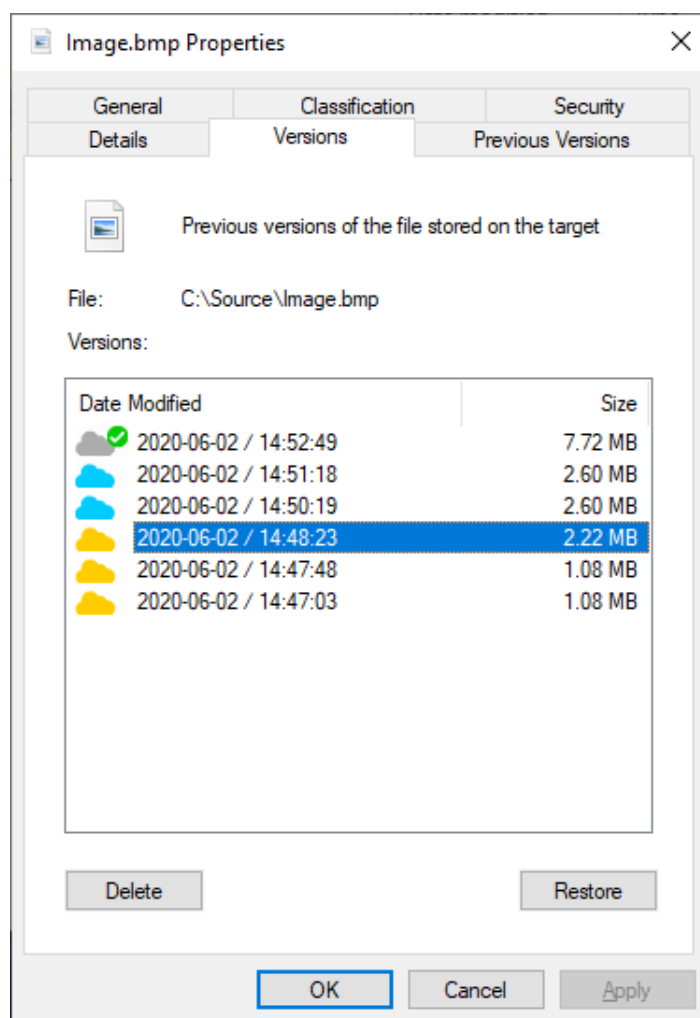 Image.bmp Properties
General Classification Security
Details Versions Previous Versions
Previous versions of the file stored on the target
File: C:\Source\Image.bmp
Versions:
Date Modified Size
2020-06-02 / 14:52:49 7.72 MB
2020-06-02 / 14:51:18 2.60 MB
2020-06-02 / 14:50:19 2.60 MB
2020-06-02 / 14:48:23 2.22 MB
2020-06-02 / 14:47:48 1.08 MB
2020-06-02 / 14:47:03 1.08 MB
Delete Restore
OK Cancel Apply